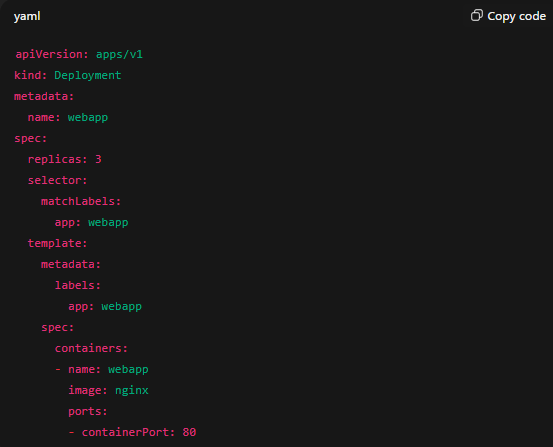 yaml
Copy code
apiVersion: apps/v1
kind: Deployment
metadata:
  name: webapp
spec:
  replicas: 3
  selector:
    matchLabels:
      app: webapp
  template:
    metadata:
      labels:
        app: webapp
    spec:
      containers:
      - name: webapp
        image: nginx
        ports:
        - containerPort: 80